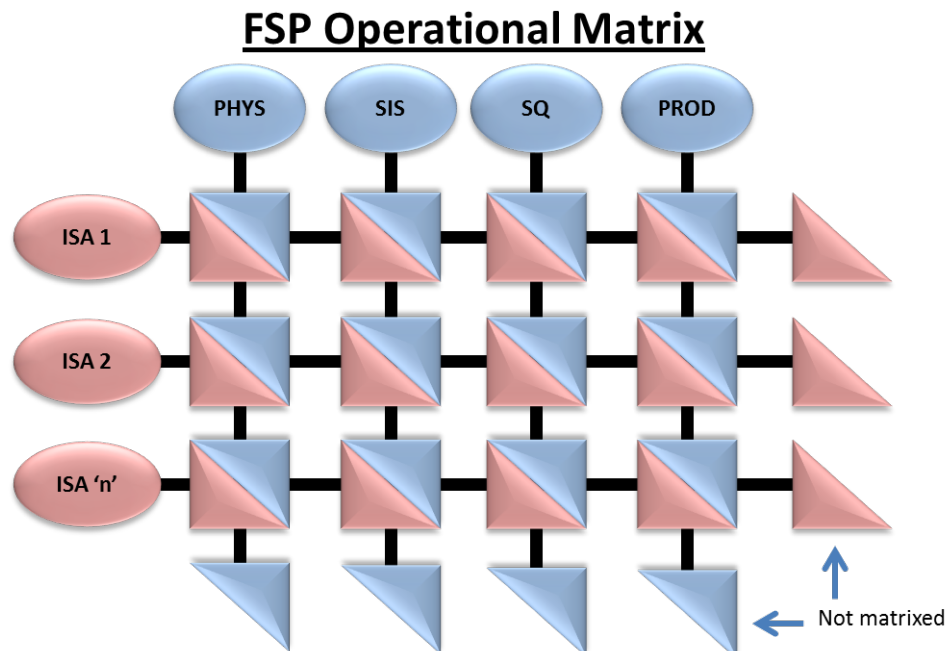 FSP Operational Matrix
PHYS
SIS
SQ
PROD
ISA 1
ISA 2
ISA ‘n’
Not matrixed